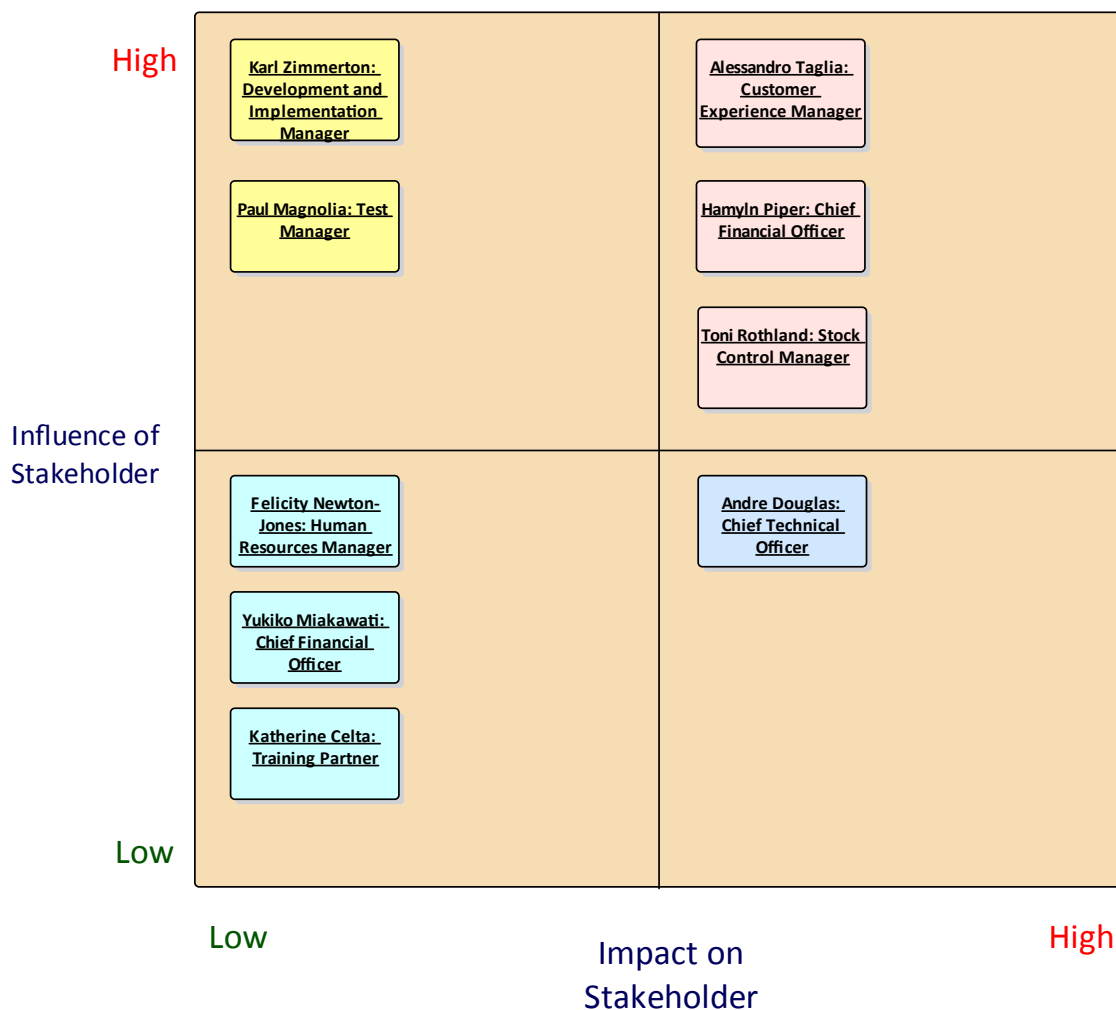 High
Karl Zimmerton:
Development and
Implementation
Manager
Alessandro Taglia:
Customer
Experience Manager
Paul Magnolia: Test
Manager
Hamyln Piper: Chief
Financial Officer
Toni Rothland: Stock
Control Manager
Influence of
Stakeholder
Felicity Newton-
Jones: Human
Resources Manager
Andre Douglas:
Chief Technical
Officer
Yukiko Miakawati:
Chief Financial
Officer
Katherine Celta:
Training Partner
Low
Low
Impact on
Stakeholder
High